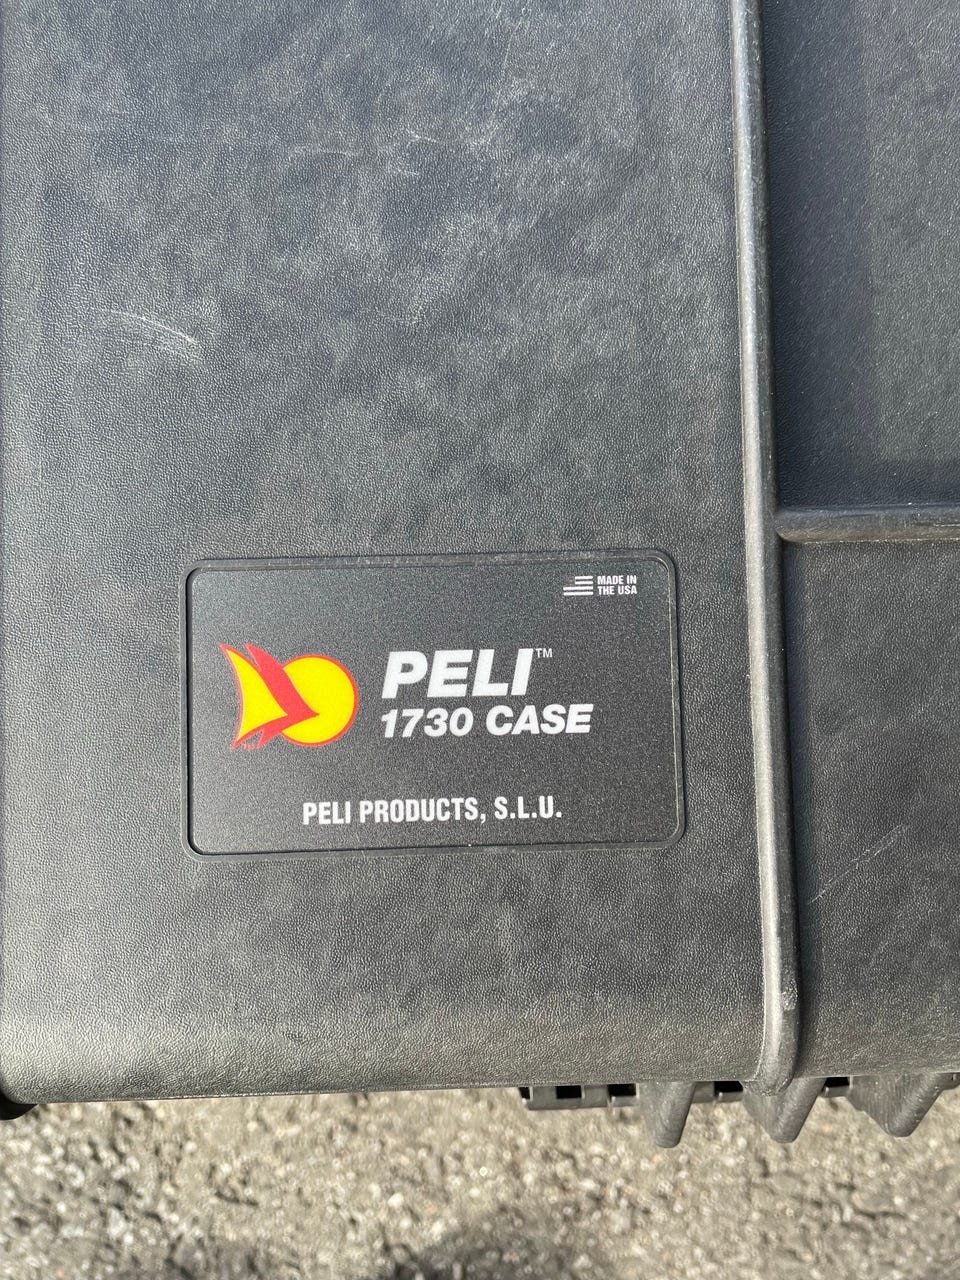 MADE IN
THE USA
PELI™
1730 CASE
PELI PRODUCTS, S.L.U.